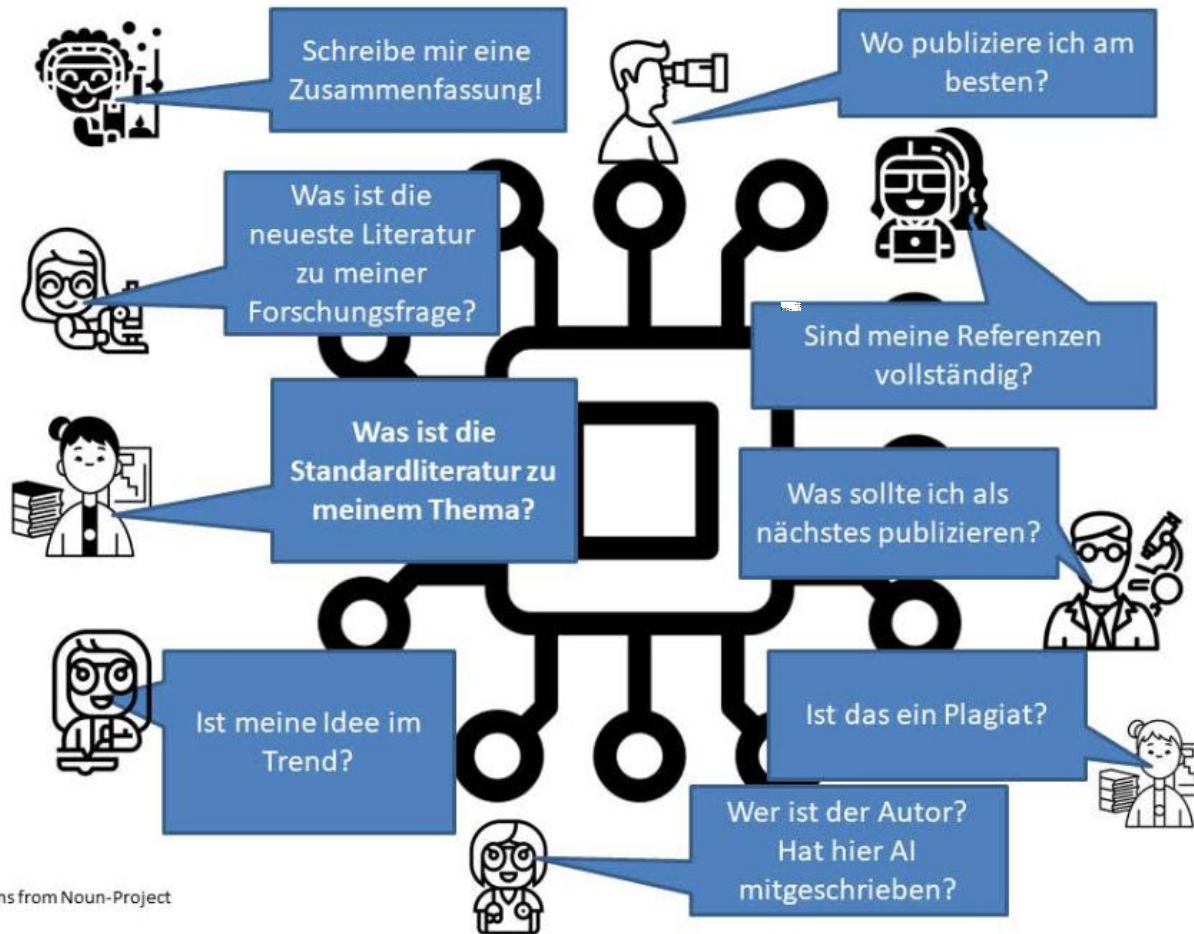 Schreibe mir eine
Zusammenfassung!
Wo publiziere ich am
besten?
Was ist die
neueste Literatur
zu meiner
Forschungsfrage?
Sind meine Referenzen
vollständig?
Was ist die
Standardliteratur zu
meinem Thema?
Was sollte ich als
nächstes publizieren?
Ist meine Idee im
Trend?
Ist das ein Plagiat?
Wer ist der Autor?
Hat hier AI
mitgeschrieben?
ns from Noun-Project